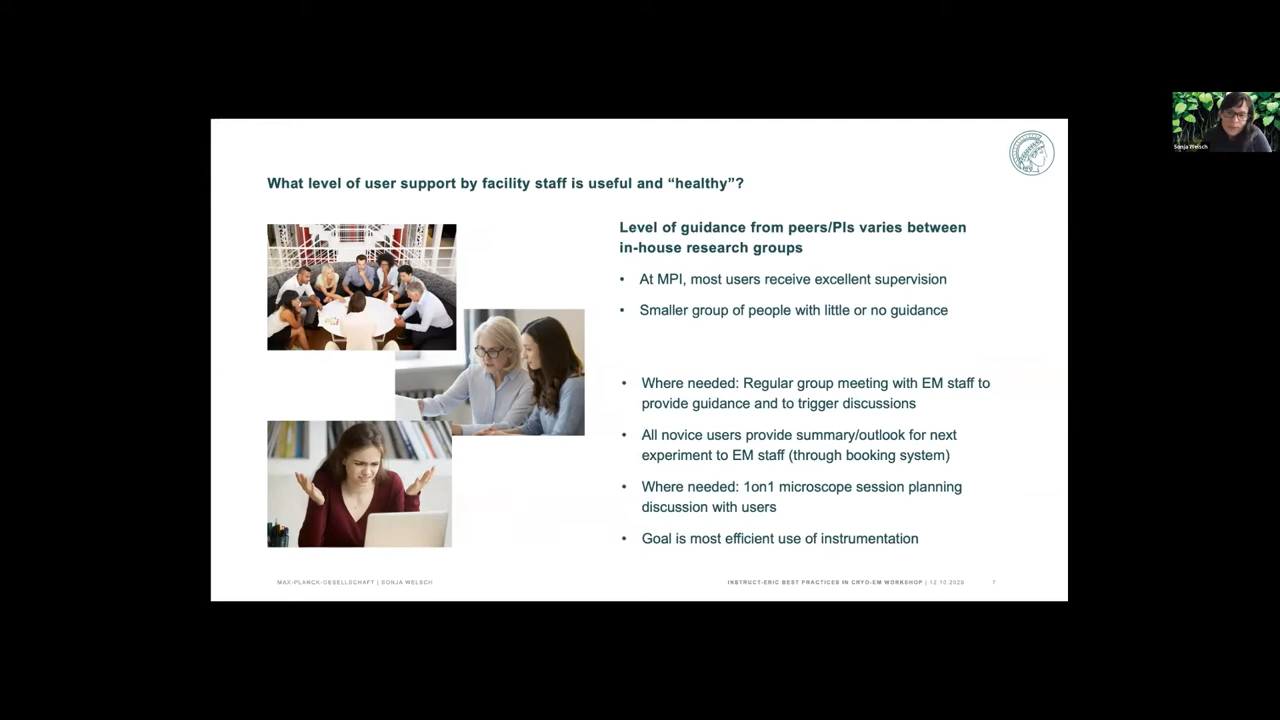 What level of user support by facility staff is useful and “healthy”?
Level of guidance from peers/PIs varies between
in-house research groups
• At MPI, most users receive excellent supervision
• Smaller group of people with little or no guidance
• Where needed: Regular group meeting with EM staff to
provide guidance and to trigger discussions
• All novice users provide summary/outlook for next
experiment to EM staff (through booking system)
• Where needed: 1on1 microscope session planning
discussion with users
• Goal is most efficient use of instrumentation
MAX-PLANCK-GESELLSCHAFT | SONJA WELSCH
INSTRUCT-ERIC BEST PRACTICES IN CRYO-EM WORKSHOP | 12.10.2020
7
Sonja Welsch